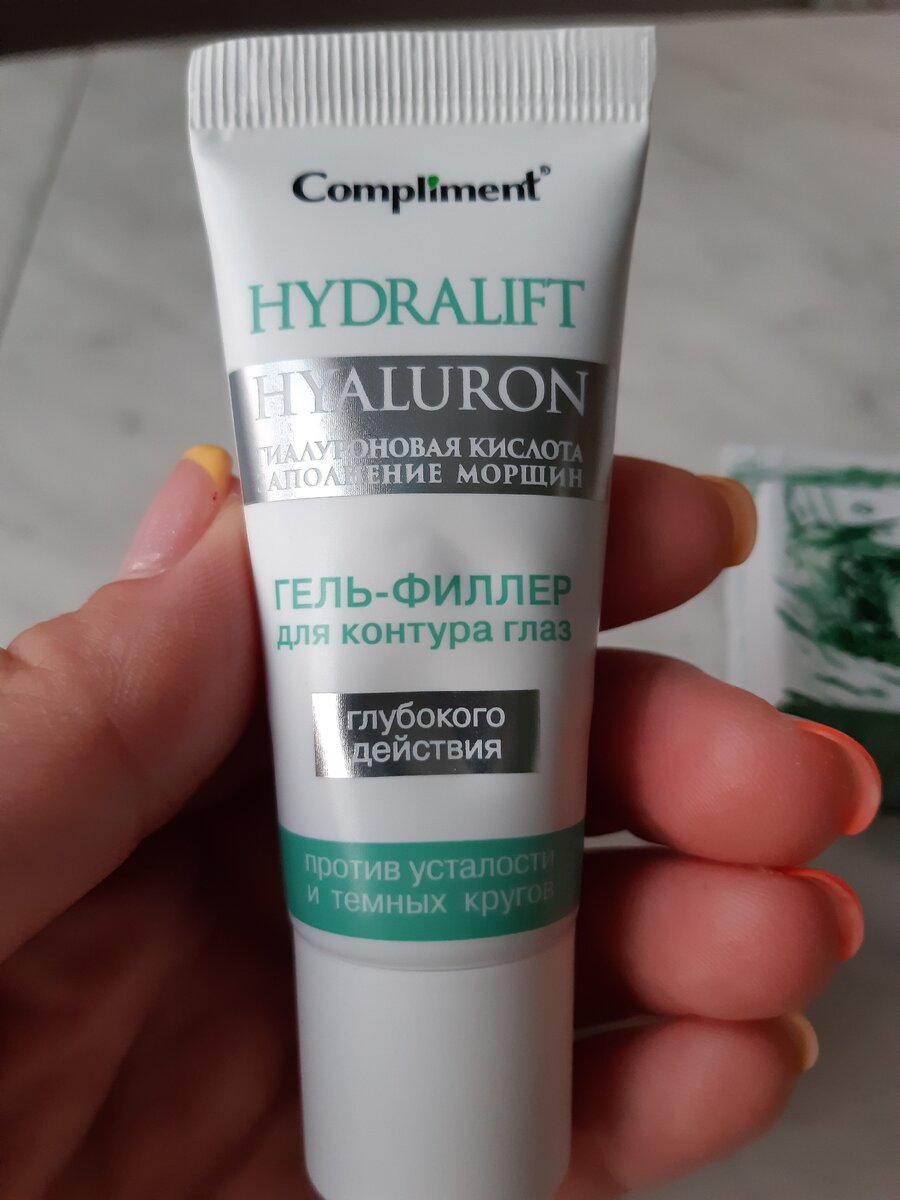 Compliment®
HYDRALIFT
HYALURON
ГИАЛУРОНОВАЯ КИСЛОТА
ЗАПОЛНЕНИЕ МОРЩИН
ГЕЛЬ-ФИЛЛЕР
для контура глаз
глубокого
действия
против усталости
и темных кругов